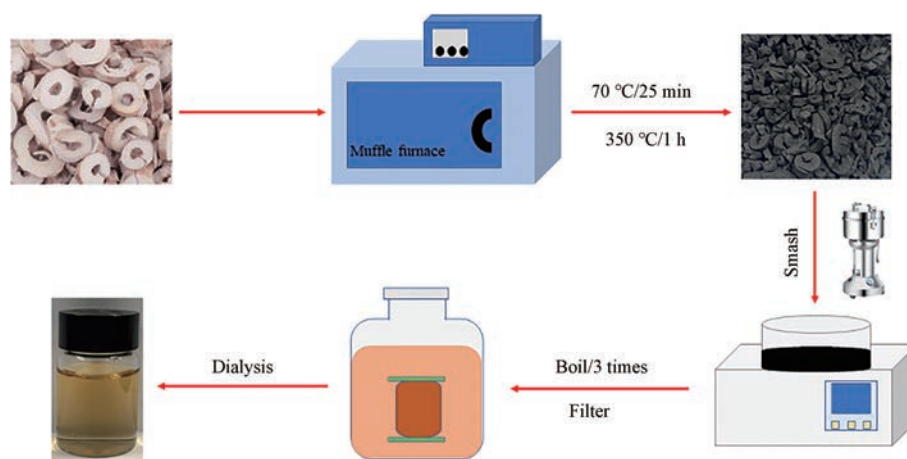 70 ℃/25 min
350 ℃/1 h
Muffle furnace
Smash
Boil/3 times
Filter
Dialysis